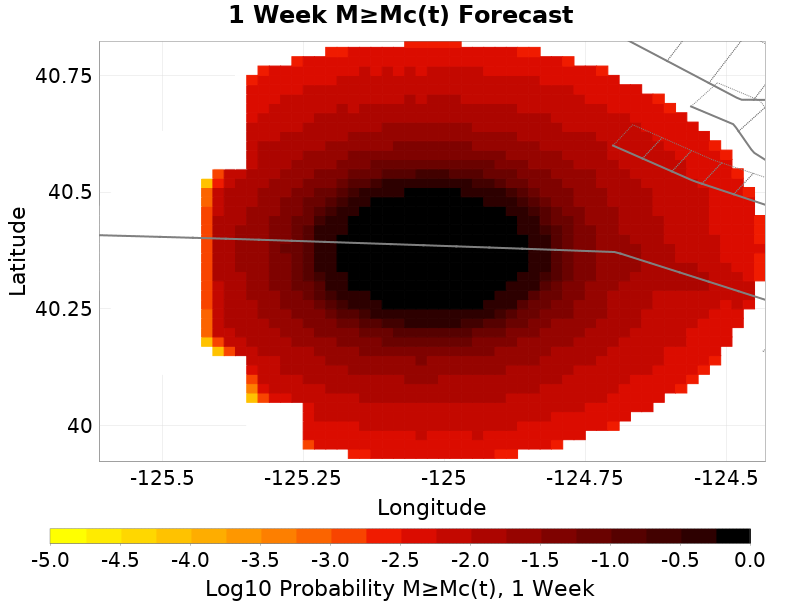 1 Week M≥Mc(t) Forecast
40.75
40.5
40.25
40
Latitude
-125.5 -125.25 -125 -124.75 -124.5
Longitude
-5.0 -4.5 -4.0 -3.5 -3.0 -2.5 -2.0 -1.5 -1.0 -0.5 0.0
Log10 Probability M≥Mc(t), 1 Week